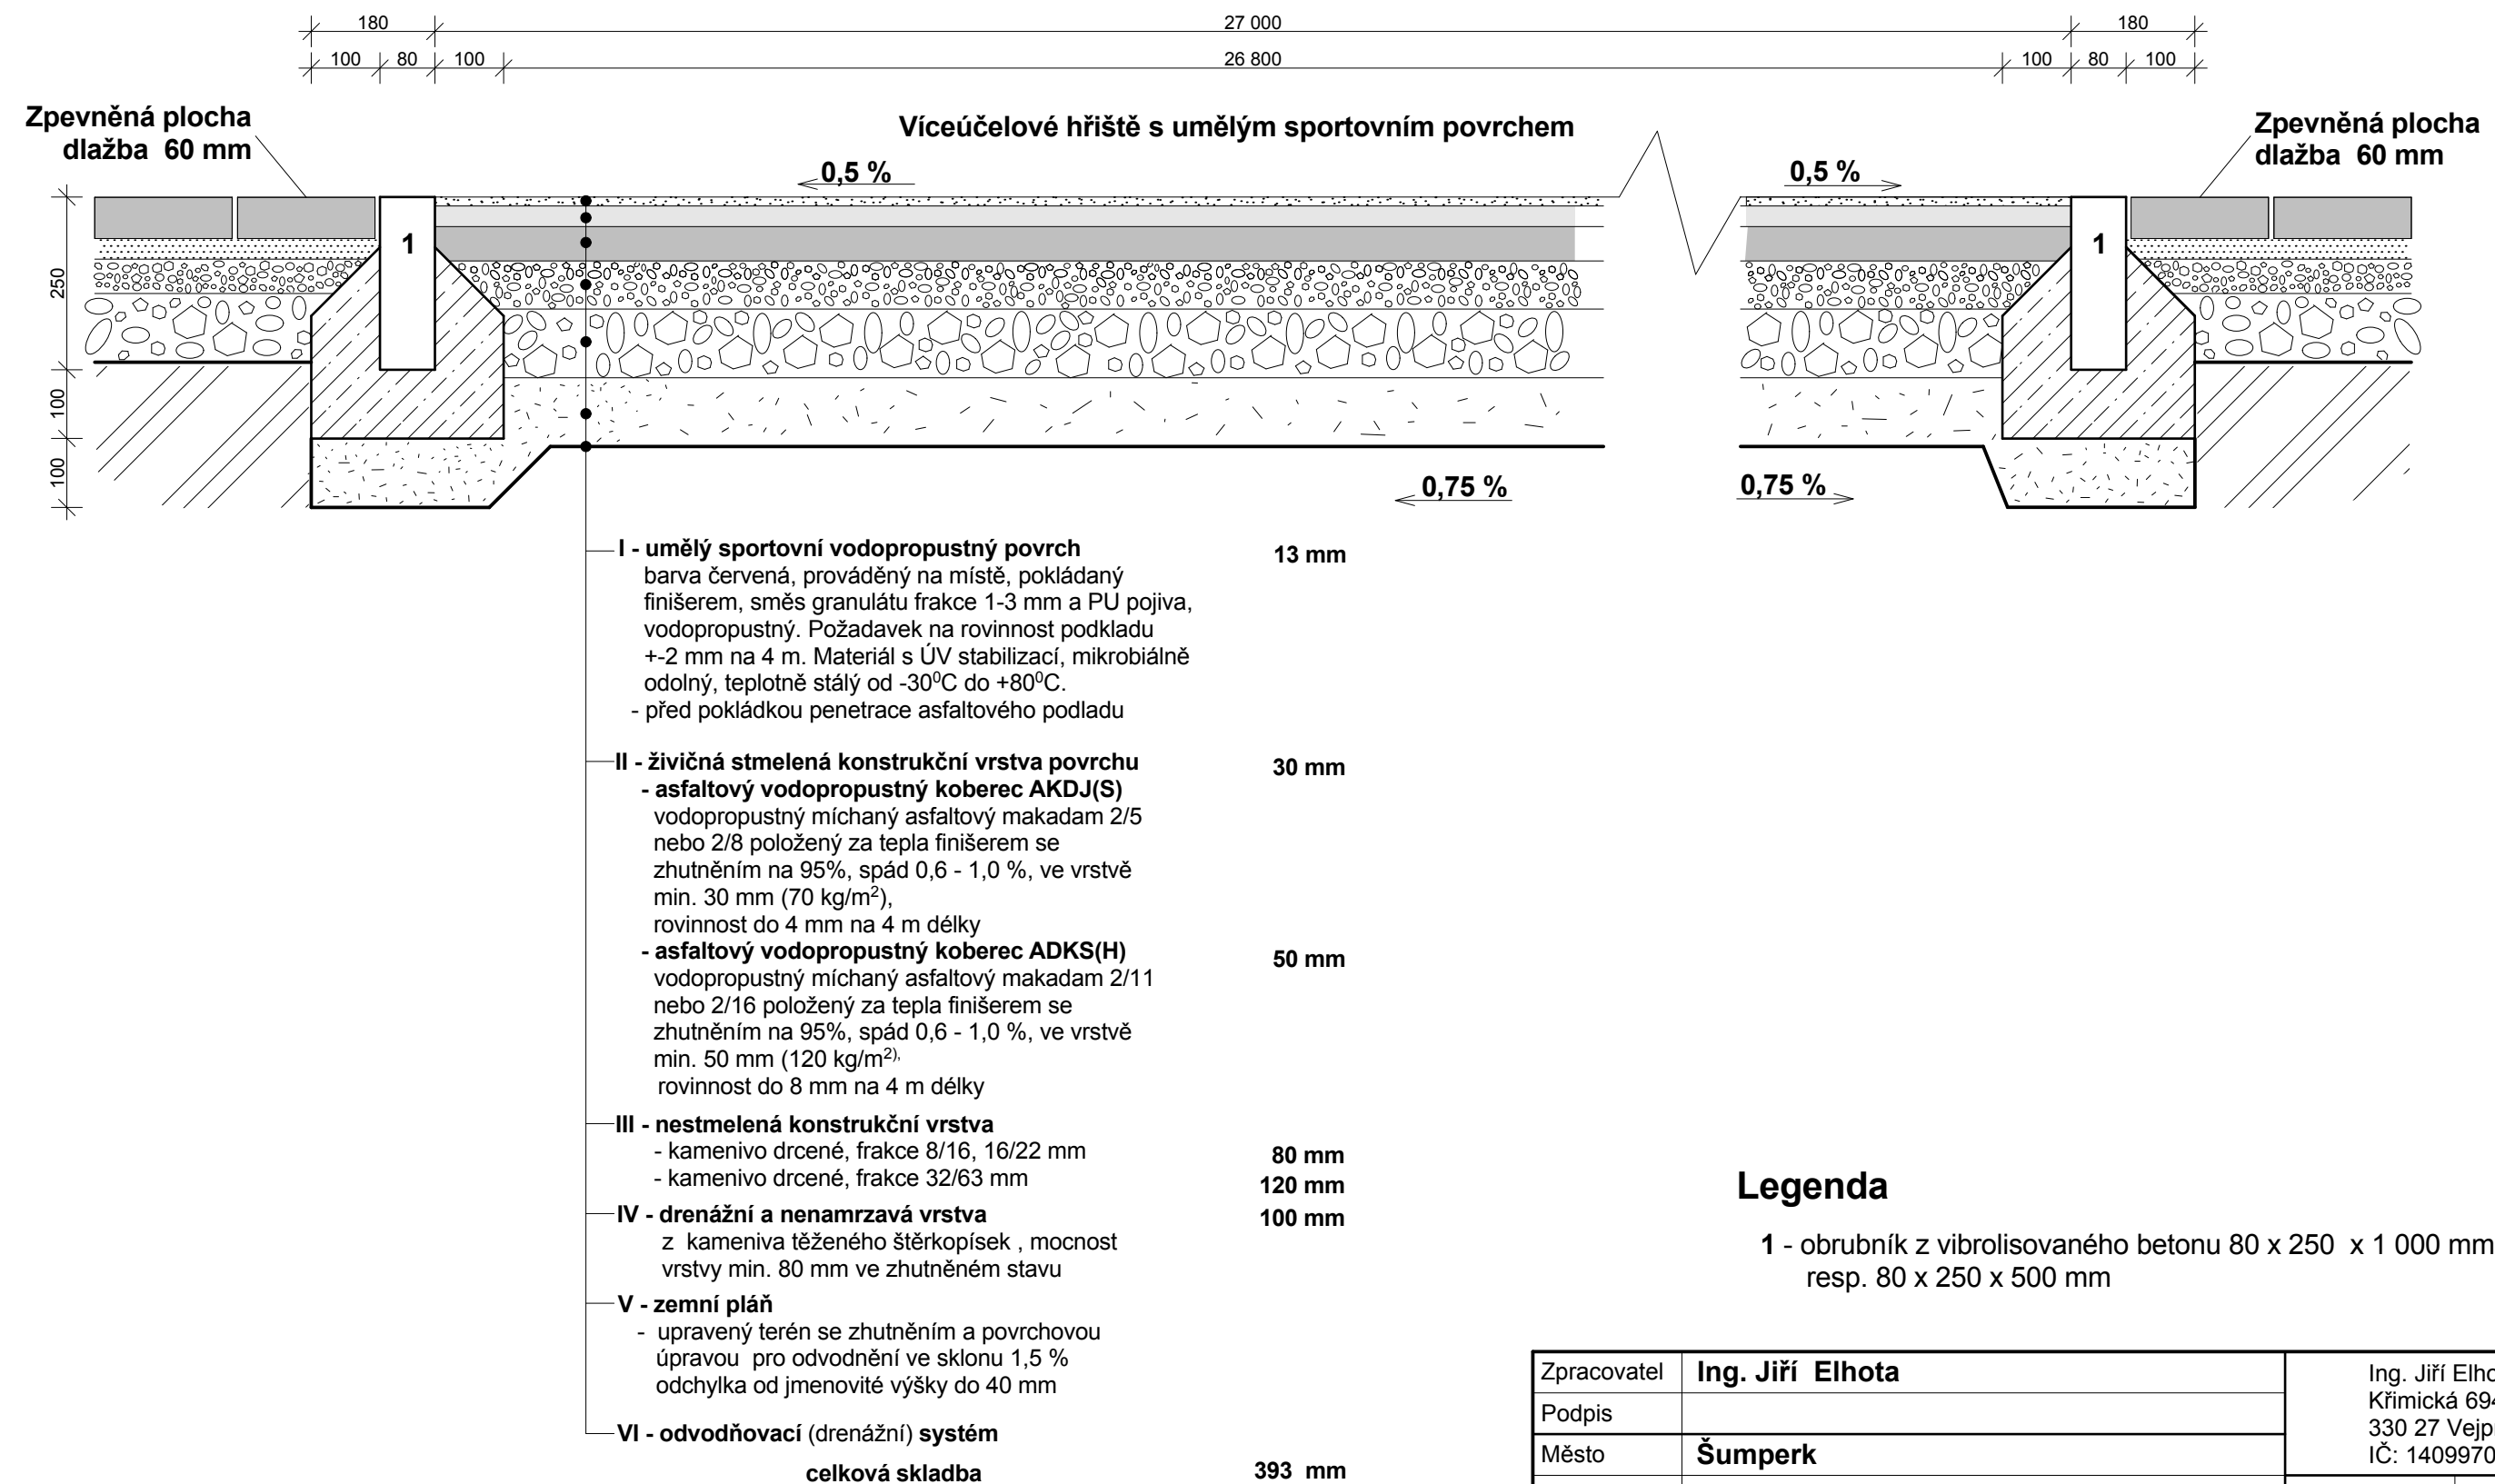 180
27 000
180
100
80
100
26 800
100
80
100
Zpevněná plocha
dlažba 60 mm
Víceúčelové hřiště s umělým sportovním povrchem
Zpevněná plocha
dlažba 60 mm
0,5 %
0,5 %
1
1
250
100
100
0,75 %
0,75 %
I - umělý sportovní vodopropustný povrch 13 mm
barva červená, prováděný na místě, pokládaný
finišerem, směs granulátu frakce 1-3 mm a PU pojiva,
vodopropustný. Požadavek na rovinnost podkladu
+-2 mm na 4 m. Materiál s ÚV stabilizací, mikrobiálně
odolný, teplotně stálý od -30⁰C do +80⁰C.
- před pokládkou penetrace asfaltového podladu
II - živičná stmelená konstrukční vrstva povrchu 30 mm
- asfaltový vodopropustný koberec AKDJ(S)
vodopropustný míchaný asfaltový makadam 2/5
nebo 2/8 položený za tepla finišerem se
zhutněním na 95%, spád 0,6 - 1,0 %, ve vrstvě
min. 30 mm (70 kg/m²),
rovinnost do 4 mm na 4 m délky
- asfaltový vodopropustný koberec ADKS(H) 50 mm
vodopropustný míchaný asfaltový makadam 2/11
nebo 2/16 položený za tepla finišerem se
zhutněním na 95%, spád 0,6 - 1,0 %, ve vrstvě
min. 50 mm (120 kg/m²),
rovinnost do 8 mm na 4 m délky
III - nestmelená konstrukční vrstva
- kamenivo drcené, frakce 8/16, 16/22 mm 80 mm
- kamenivo drcené, frakce 32/63 mm 120 mm
IV - drenážní a nenamrzavá vrstva 100 mm
z kameniva těženého štěrkopísek , mocnost
vrstvy min. 80 mm ve zhutněném stavu
V - zemní pláň
- upravený terén se zhutněním a povrchovou
úpravou pro odvodnění ve sklonu 1,5 %
odchylka od jmenovité výšky do 40 mm
VI - odvodňovací (drenážní) systém
celková skladba 393 mm
Legenda
1 - obrubník z vibrolisovaného betonu 80 x 250 x 1 000 mm
resp. 80 x 250 x 500 mm
Zpracovatel Ing. Jiří Elhota
Podpis
Město Šumperk
Ing. Jiří Elho
Křimická 694
330 27 Vejp
IČ: 1409970